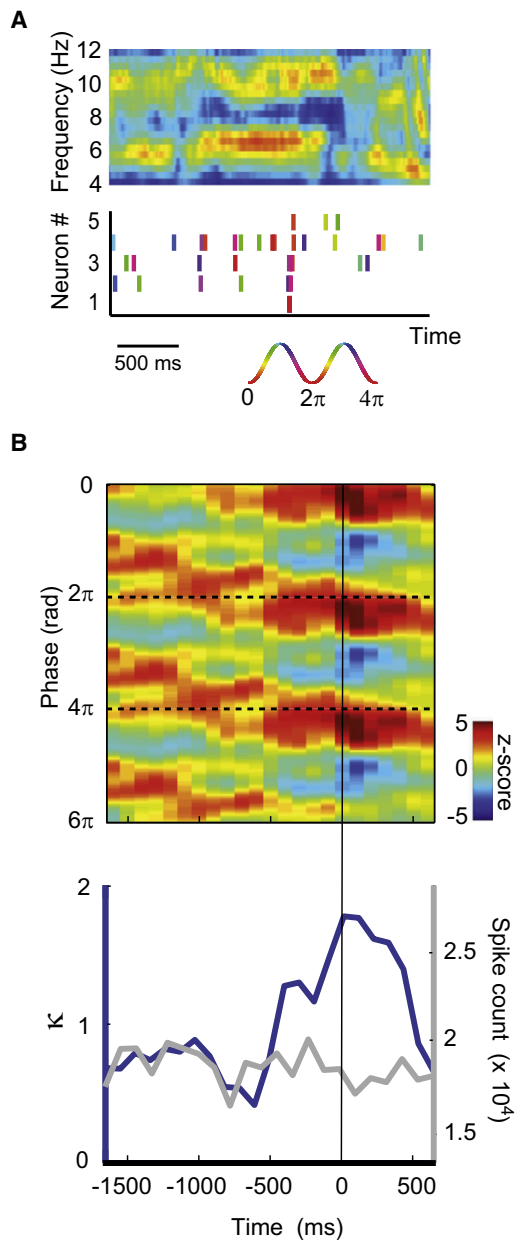 A
Frequency (Hz)
12
10
8
6
4
Neuron #
5
3
1
Time
500 ms
0
2π
4π
B
Phase (rad)
0
2π
4π
6π
5
0
-5
z-score
κ
2
1
0
Spike count (x 10⁴)
2.5
2
1.5
-1500
-1000
-500
0
500
Time (ms)